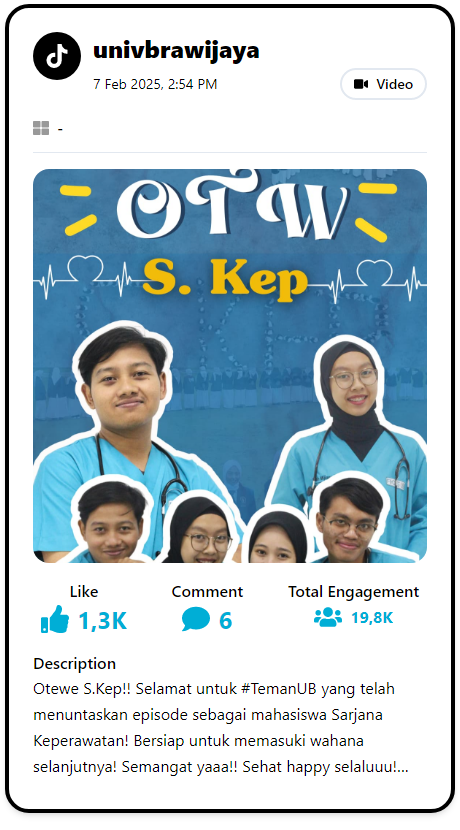 univbrawijaya
7 Feb 2025, 2:54 PM
Video
-
OTW
S. Kep
Like
Comment
Total Engagement
1,3K
6
19,8K
Description
Otewe S.Kep!! Selamat untuk #TemanUB yang telah
menuntaskan episode sebagai mahasiswa Sarjana
Keperawatan! Bersiap untuk memasuki wahana
selanjutnya! Semangat yaaa!! Sehat happy selaluuu!...